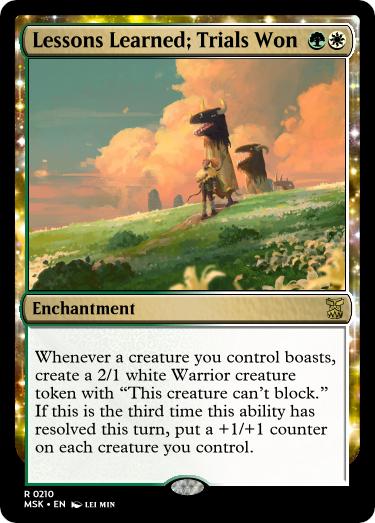 Lessons Learned; Trials Won
Enchantment
Whenever a creature you control boasts,
create a 2/1 white Warrior creature
token with “This creature can’t block.”
If this is the third time this ability has
resolved this turn, put a +1/+1 counter
on each creature you control.
R 0210
MSK • EN LEI MIN